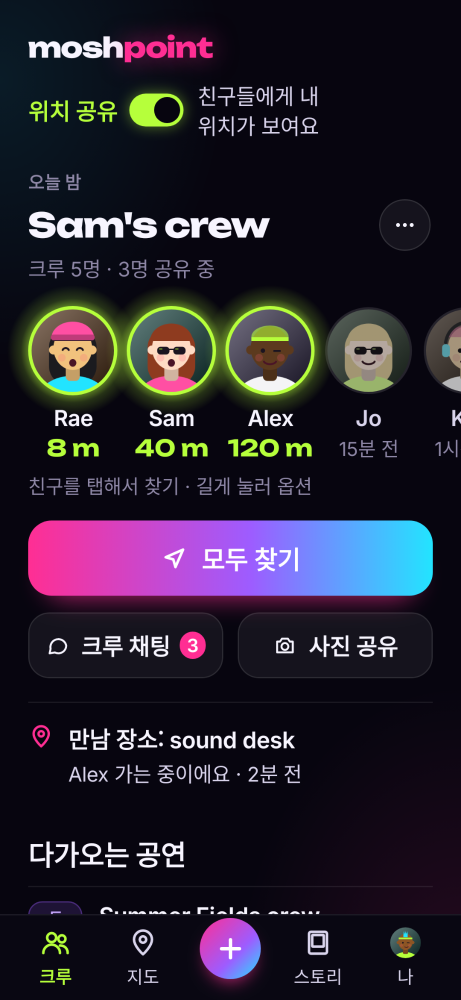 moshpoint
위치 공유
친구들에게 내
위치가 보여요
오늘 밤
Sam's crew
크루 5명 · 3명 공유 중
Rae
8 m
Sam
40 m
Alex
120 m
Jo
15분 전
친구를 탭해서 찾기 · 길게 눌러 옵션
모두 찾기
크루 채팅 3
사진 공유
만남 장소: sound desk
Alex 가는 중이에요 · 2분 전
다가오는 공연
Summer Fields crew
크루
지도
스토리
나